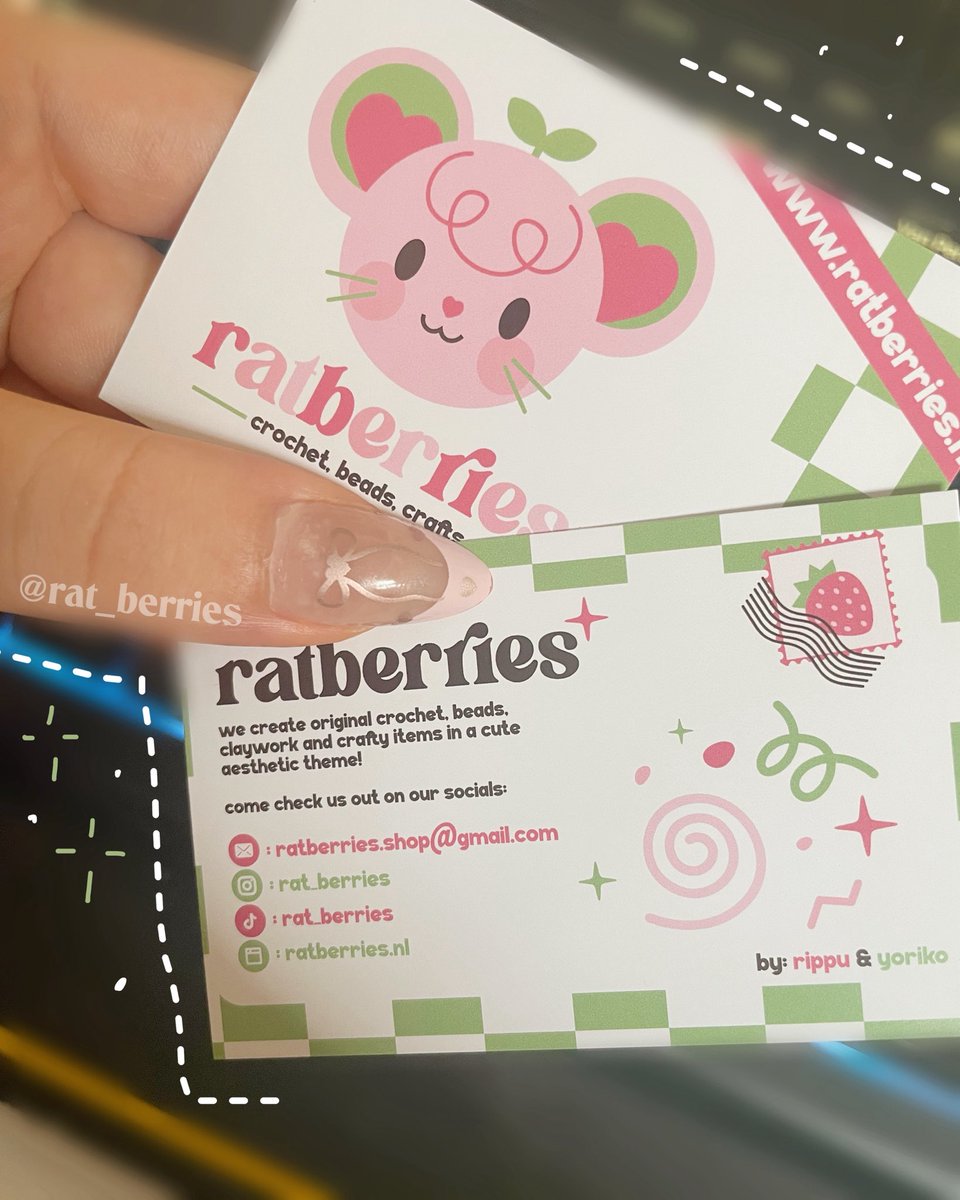 www.ratberries.n
ratberries
crochet, beads, crafts
@rat_berries
ratberries
we create original crochet, beads,
claywork and crafty items in a cute
aesthetic theme!
come check us out on our socials:
: ratberries.shop@gmail.com
: rat_berries
: rat_berries
: ratberries.nl
by: rippu & yoriko